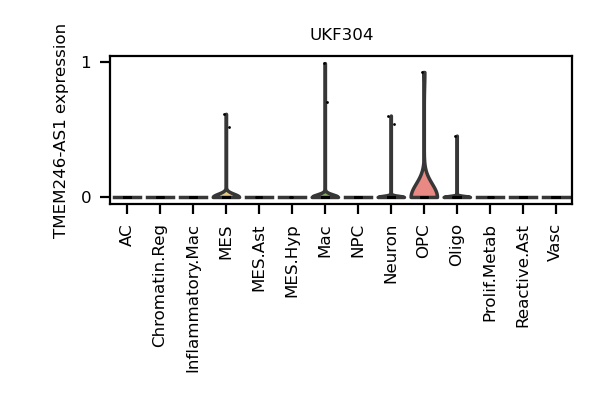 UKF304
TMEM246-AS1 expression
1
0
AC
Chromatin.Reg
Inflammatory.Mac
MES
MES.Ast
MES.Hyp
Mac
NPC
Neuron
OPC
Oligo
Prolif.Metab
Reactive.Ast
Vasc